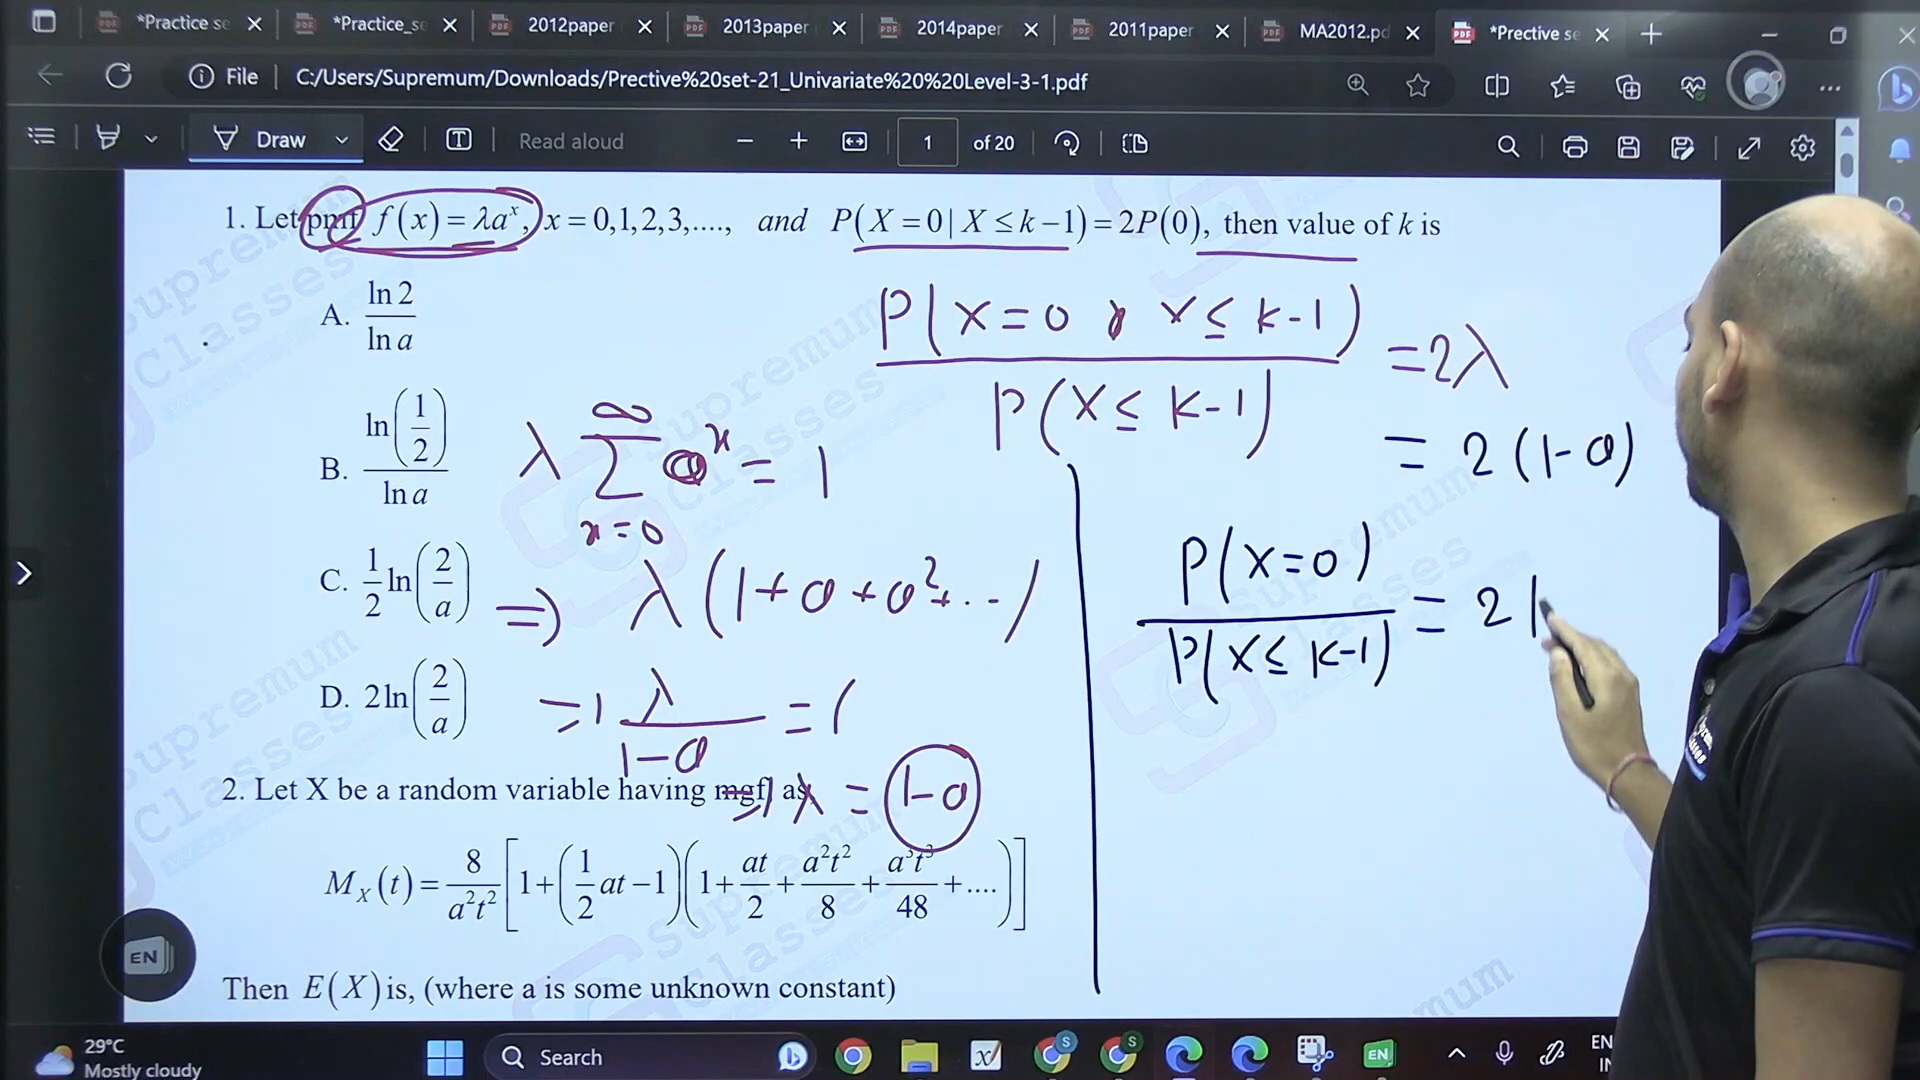 *Practice se
*Practice_se
2012paper
2013paper
2014paper
2011paper
MA2012.pd
*Prective se
File
C:/Users/Supremum/Downloads/Prective%20set-21_Univariate%20%20Level-3-1.pdf
Draw
Read aloud
1
of 20
1. Let pmf f(x) = λaˣ, x = 0,1,2,3,...., and P(X = 0 | X ≤ k−1) = 2P(0), then value of k is
A. ln 2 / ln a
B. ln(1/2) / ln a
C. 1/2 ln(2/a)
D. 2 ln(2/a)
λ ∞ Σ x=0 aˣ = 1
=) λ(1+a+a²+...)
λ / 1−a = 1
λ = 1−a
P(X=0 , X ≤ K-1) / P(X ≤ K-1) = 2λ
= 2(1-a)
P(X=0) / P(X ≤ K-1) = 2
2. Let X be a random variable having mgf as
M_X(t) = 8/a²t² [1+(1/2 at −1)(1+ at/2 + a²t²/8 + a³t³/48 +....)]
Then E(X) is, (where a is some unknown constant)
EN
Supremum Classes
29°C
Mostly cloudy
Search
EN